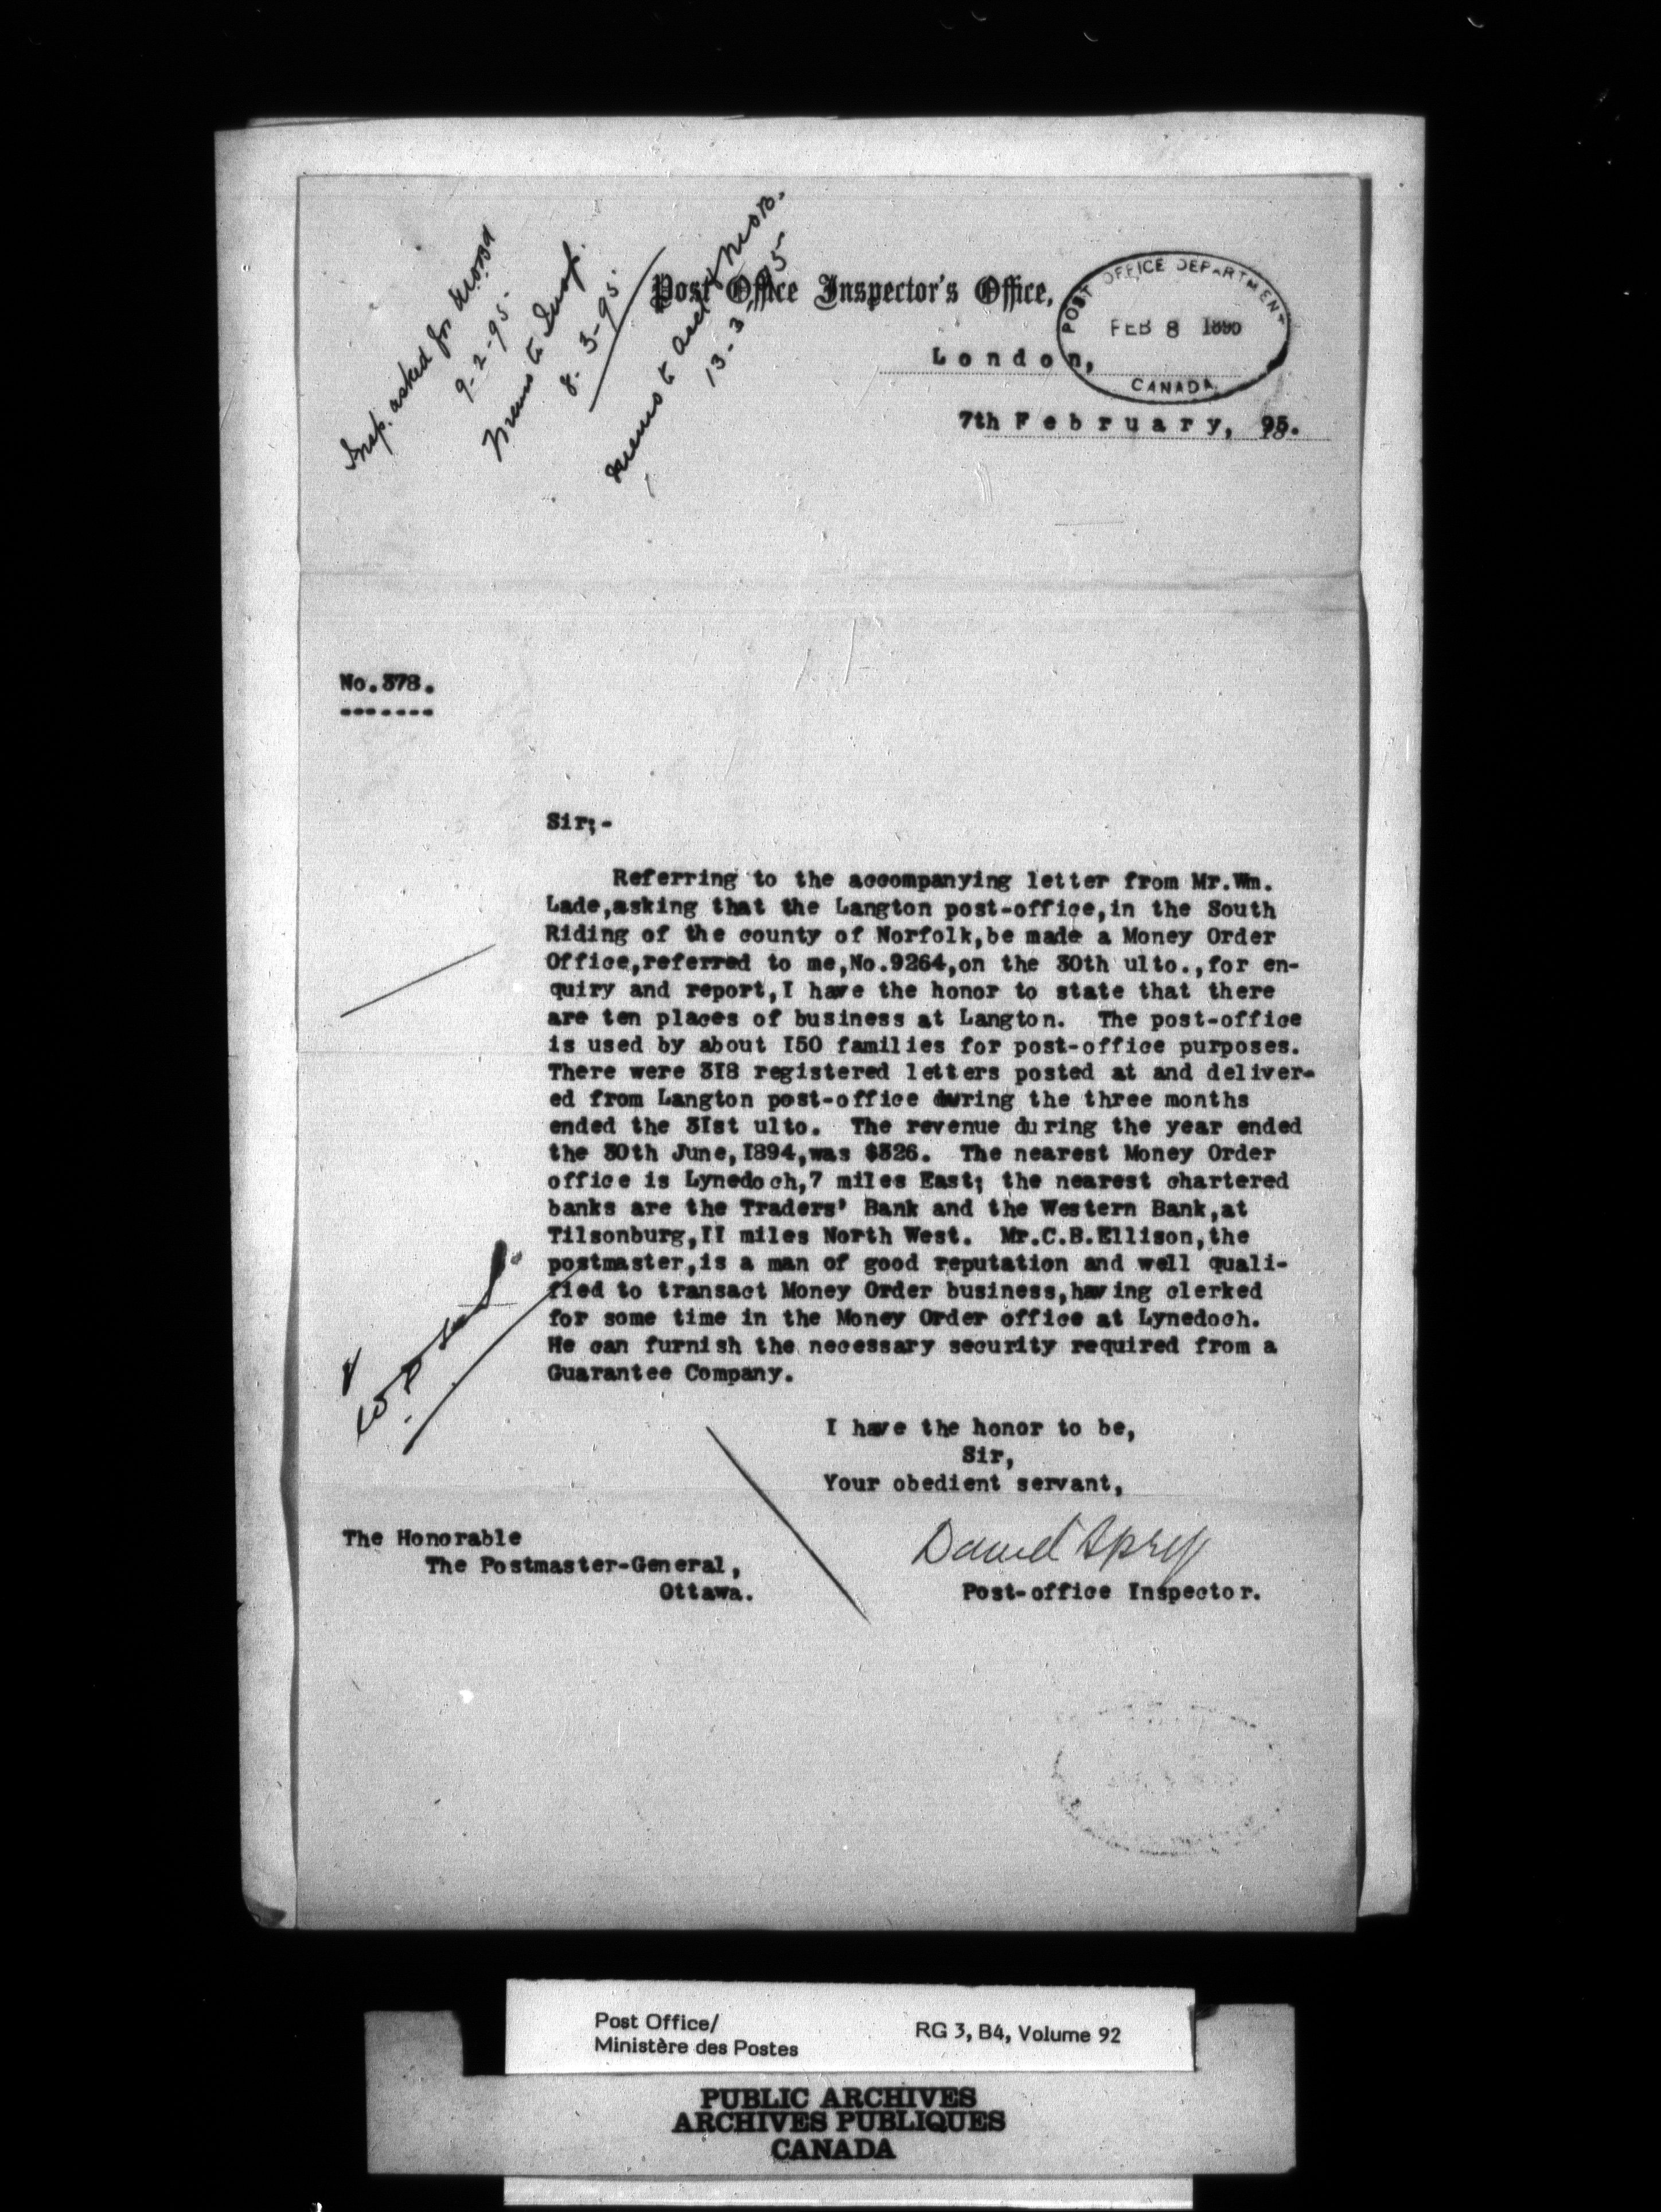 Insp. asked for
9-2-95
Memo to Insp.
8-3-95.
Memo to
13-3-95
Post Office Inspector's Office,
POST OFFICE DEPARTMENT
FEB 8 1895
CANADA
London,
7th February, 95.
No.378.
-------
Sir;-
Referring to the accompanying letter from Mr.Wm.
Lade,asking that the Langton post-office,in the South
Riding of the county of Norfolk,be made a Money Order
Office,referred to me,No.9264,on the 30th ulto.,for en-
quiry and report,I have the honor to state that there
are ten places of business at Langton. The post-office
is used by about I50 families for post-office purposes.
There were 3I8 registered letters posted at and deliver-
ed from Langton post-office during the three months
ended the 3Ist ulto. The revenue during the year ended
the 30th June,I894,was $326. The nearest Money Order
office is Lynedoch,7 miles East; the nearest chartered
banks are the Traders' Bank and the Western Bank,at
Tilsonburg,II miles North West. Mr.C.B.Ellison,the
postmaster,is a man of good reputation and well quali-
fied to transact Money Order business,having clerked
for some time in the Money Order office at Lynedoch.
He can furnish the necessary security required from a
Guarantee Company.
I have the honor to be,
Sir,
Your obedient servant,
David Spry
Post-office Inspector.
The Honorable
The Postmaster-General,
Ottawa.
Post Office/
Ministère des Postes
RG 3, B4, Volume 92
PUBLIC ARCHIVES
ARCHIVES PUBLIQUES
CANADA